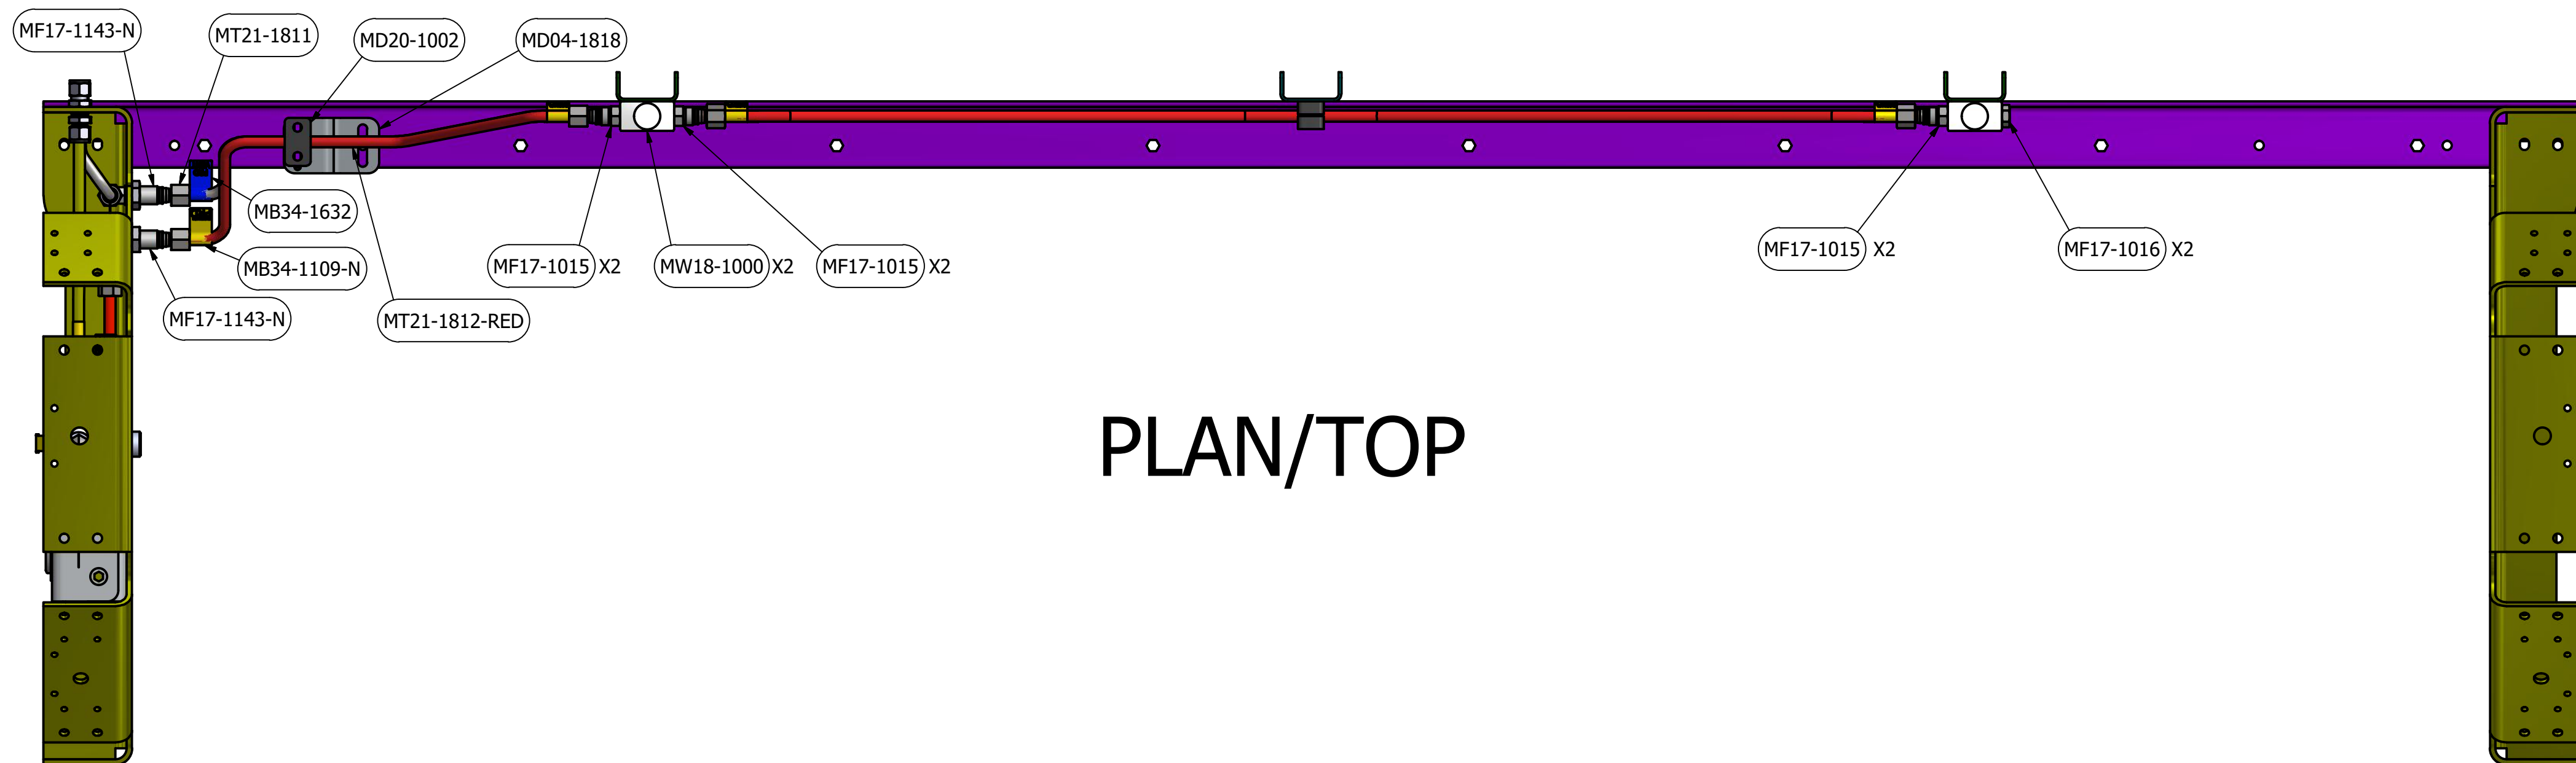 MF17-1143-N
MT21-1811
MD20-1002
MD04-1818
MB34-1632
MB34-1109-N
MF17-1143-N
MT21-1812-RED
MF17-1015 X2
MW18-1000 X2
MF17-1015 X2
MF17-1015 X2
MF17-1016 X2
PLAN/TOP